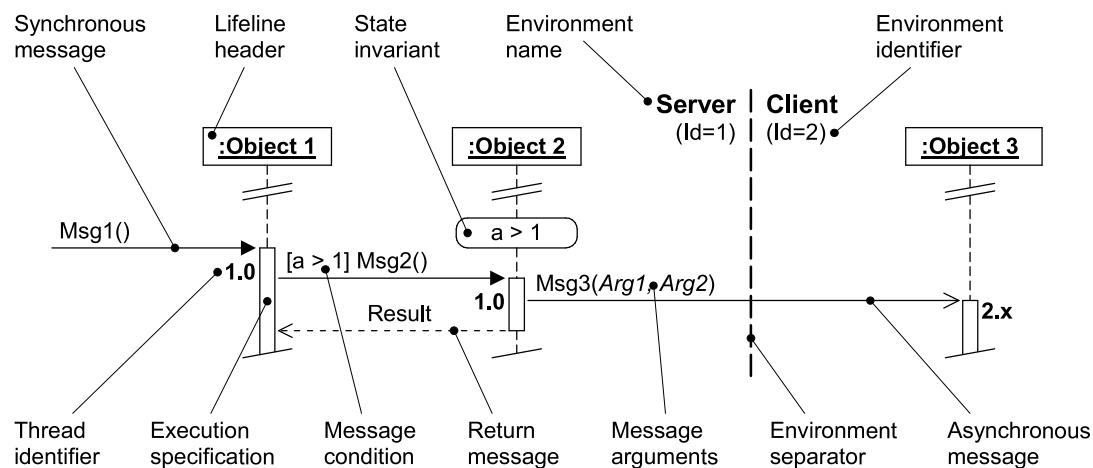 Synchronous message
Lifeline header
State invariant
Environment name
Environment identifier
Server
(Id=1)
Client
(Id=2)
:Object 1
:Object 2
:Object 3
a > 1
Msg1()
1.0
[a > 1] Msg2()
1.0
Msg3(Arg1, Arg2)
2.x
Result
Thread identifier
Execution specification
Message condition
Return message
Message arguments
Environment separator
Asynchronous message